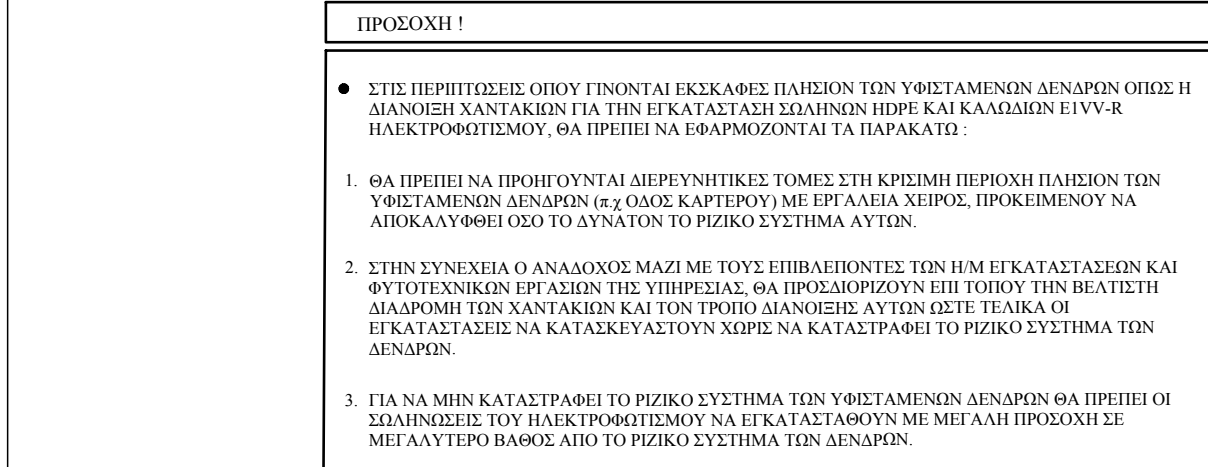 ΠΡΟΣΟΧΗ !
● ΣΤΙΣ ΠΕΡΙΠΤΩΣΕΙΣ ΟΠΟΥ ΓΙΝΟΝΤΑΙ ΕΚΣΚΑΦΕΣ ΠΛΗΣΙΟΝ ΤΩΝ ΥΦΙΣΤΑΜΕΝΩΝ ΔΕΝΔΡΩΝ ΟΠΩΣ Η
ΔΙΑΝΟΙΞΗ ΧΑΝΤΑΚΙΩΝ ΓΙΑ ΤΗΝ ΕΓΚΑΤΑΣΤΑΣΗ ΣΩΛΗΝΩΝ HDPE ΚΑΙ ΚΑΛΩΔΙΩΝ E1VV-R
ΗΛΕΚΤΡΟΦΩΤΙΣΜΟΥ, ΘΑ ΠΡΕΠΕΙ ΝΑ ΕΦΑΡΜΟΖΟΝΤΑΙ ΤΑ ΠΑΡΑΚΑΤΩ :
1. ΘΑ ΠΡΕΠΕΙ ΝΑ ΠΡΟΗΓΟΥΝΤΑΙ ΔΙΕΡΕΥΝΗΤΙΚΕΣ ΤΟΜΕΣ ΣΤΗ ΚΡΙΣΙΜΗ ΠΕΡΙΟΧΗ ΠΛΗΣΙΟΝ ΤΩΝ
ΥΦΙΣΤΑΜΕΝΩΝ ΔΕΝΔΡΩΝ (π.χ ΟΔΟΣ ΚΑΡΤΕΡΟΥ) ΜΕ ΕΡΓΑΛΕΙΑ ΧΕΙΡΟΣ, ΠΡΟΚΕΙΜΕΝΟΥ ΝΑ
ΑΠΟΚΑΛΥΦΘΕΙ ΟΣΟ ΤΟ ΔΥΝΑΤΟΝ ΤΟ ΡΙΖΙΚΟ ΣΥΣΤΗΜΑ ΑΥΤΩΝ.
2. ΣΤΗΝ ΣΥΝΕΧΕΙΑ Ο ΑΝΑΔΟΧΟΣ ΜΑΖΙ ΜΕ ΤΟΥΣ ΕΠΙΒΛΕΠΟΝΤΕΣ ΤΩΝ Η/Μ ΕΓΚΑΤΑΣΤΑΣΕΩΝ ΚΑΙ
ΦΥΤΟΤΕΧΝΙΚΩΝ ΕΡΓΑΣΙΩΝ ΤΗΣ ΥΠΗΡΕΣΙΑΣ, ΘΑ ΠΡΟΣΔΙΟΡΙΖΟΥΝ ΕΠΙ ΤΟΠΟΥ ΤΗΝ ΒΕΛΤΙΣΤΗ
ΔΙΑΔΡΟΜΗ ΤΩΝ ΧΑΝΤΑΚΙΩΝ ΚΑΙ ΤΟΝ ΤΡΟΠΟ ΔΙΑΝΟΙΞΗΣ ΑΥΤΩΝ ΩΣΤΕ ΤΕΛΙΚΑ ΟΙ
ΕΓΚΑΤΑΣΤΑΣΕΙΣ ΝΑ ΚΑΤΑΣΚΕΥΑΣΤΟΥΝ ΧΩΡΙΣ ΝΑ ΚΑΤΑΣΤΡΑΦΕΙ ΤΟ ΡΙΖΙΚΟ ΣΥΣΤΗΜΑ ΤΩΝ
ΔΕΝΔΡΩΝ.
3. ΓΙΑ ΝΑ ΜΗΝ ΚΑΤΑΣΤΡΑΦΕΙ ΤΟ ΡΙΖΙΚΟ ΣΥΣΤΗΜΑ ΤΩΝ ΥΦΙΣΤΑΜΕΝΩΝ ΔΕΝΔΡΩΝ ΘΑ ΠΡΕΠΕΙ ΟΙ
ΣΩΛΗΝΩΣΕΙΣ ΤΟΥ ΗΛΕΚΤΡΟΦΩΤΙΣΜΟΥ ΝΑ ΕΓΚΑΤΑΣΤΑΘΟΥΝ ΜΕ ΜΕΓΑΛΗ ΠΡΟΣΟΧΗ ΣΕ
ΜΕΓΑΛΥΤΕΡΟ ΒΑΘΟΣ ΑΠΟ ΤΟ ΡΙΖΙΚΟ ΣΥΣΤΗΜΑ ΤΩΝ ΔΕΝΔΡΩΝ.